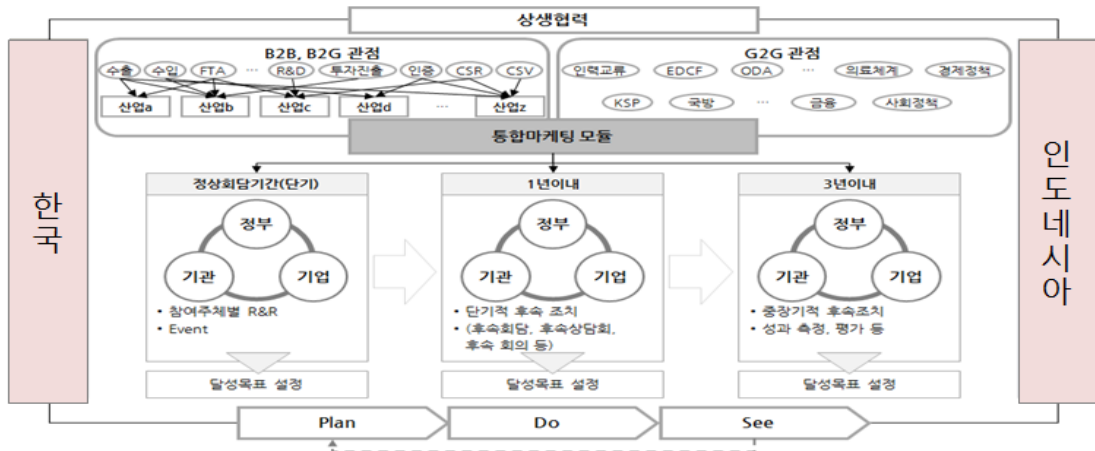 상생협력
한국
인도네시아
B2B, B2G 관점
수출 수입 FTA … R&D 투자진출 인증 CSR CSV
산업a 산업b 산업c 산업d … 산업z
G2G 관점
인력교류 EDCF ODA … 의료체계 경제정책
KSP 국방 … 금융 사회정책
통합마케팅 모듈
정상회담기간(단기)
정부
기관 기업
• 참여주체별 R&R
• Event
달성목표 설정
1년이내
정부
기관 기업
• 단기적 후속 조치
• (후속회담, 후속상담회,
후속 회의 등)
달성목표 설정
3년이내
정부
기관 기업
• 중장기적 후속조치
• 성과 측정, 평가 등
달성목표 설정
Plan Do See